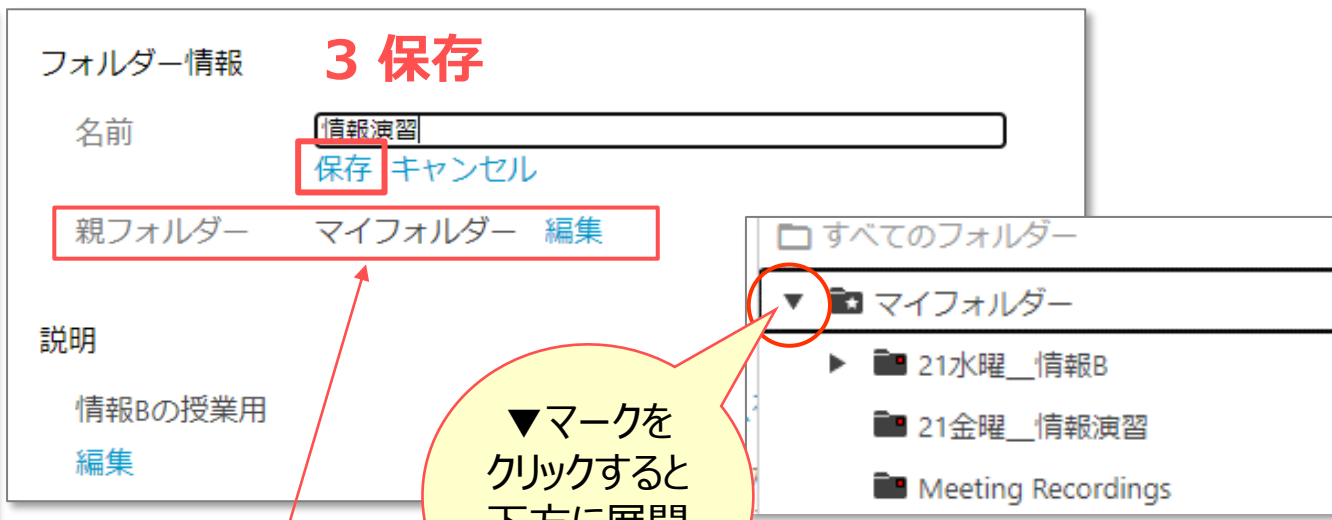 フォルダー情報
3 保存
名前
情報演習
保存 キャンセル
親フォルダー マイフォルダー 編集
説明
情報Bの授業用
編集
▼マークを
クリックすると
下方に展開
すべてのフォルダー
▼ マイフォルダー
▶ 21水曜__情報B
21金曜__情報演習
Meeting Recordings